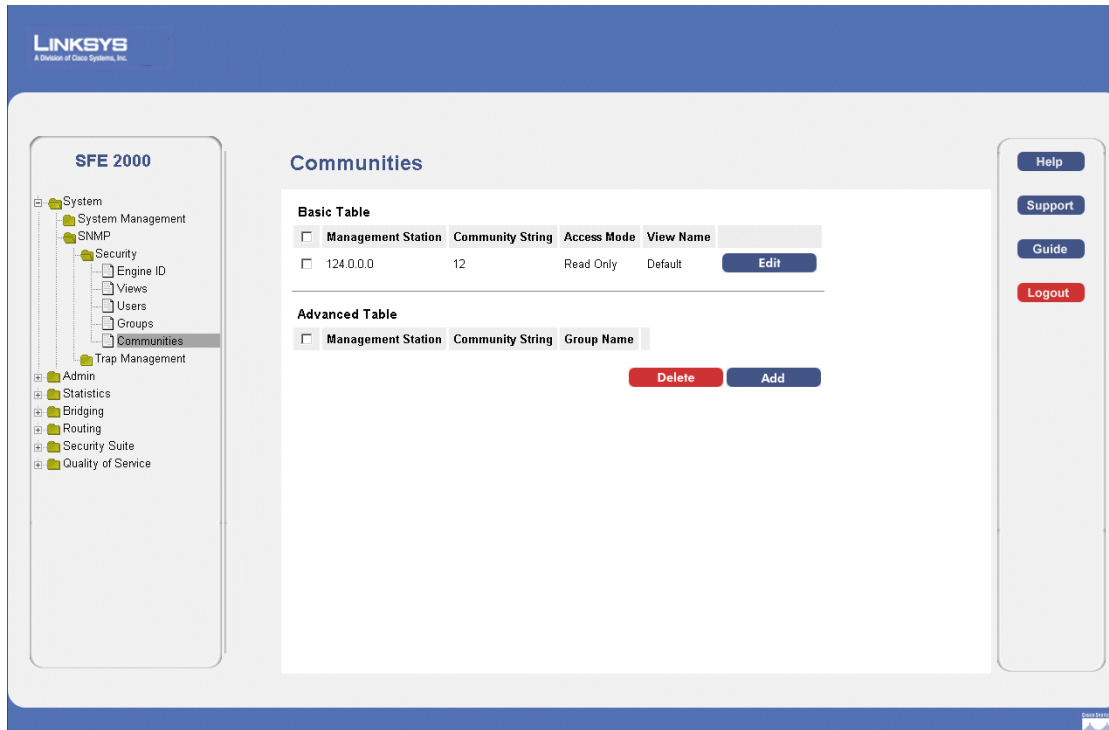 LINKSYS
A Division of Cisco Systems, Inc.
SFE 2000
System
System Management
SNMP
Security
Engine ID
Views
Users
Groups
Communities
Trap Management
Admin
Statistics
Bridging
Routing
Security Suite
Quality of Service
Communities
Basic Table
Management Station Community String Access Mode View Name
124.0.0.0 12 Read Only Default Edit
Advanced Table
Management Station Community String Group Name
Delete Add
Help
Support
Guide
Logout